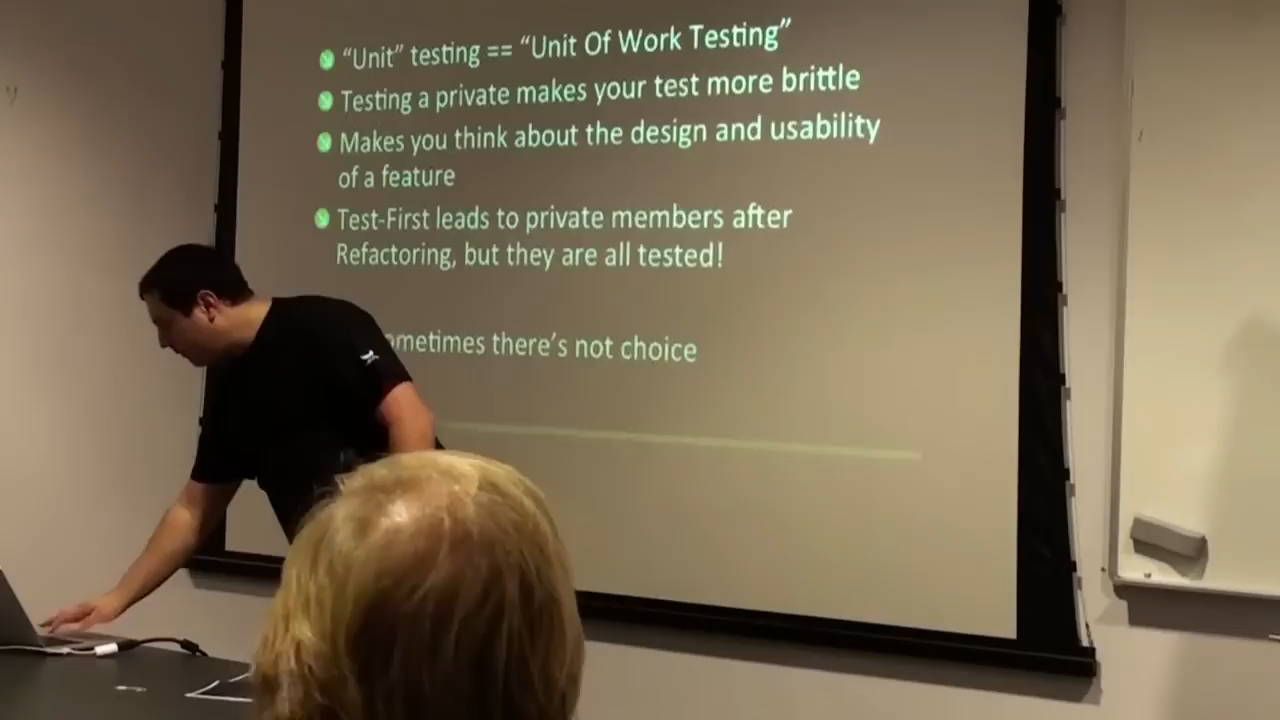 “Unit” testing == “Unit Of Work Testing”
Testing a private makes your test more brittle
Makes you think about the design and usability
of a feature
Test-First leads to private members after
Refactoring, but they are all tested!
ometimes there’s not choice